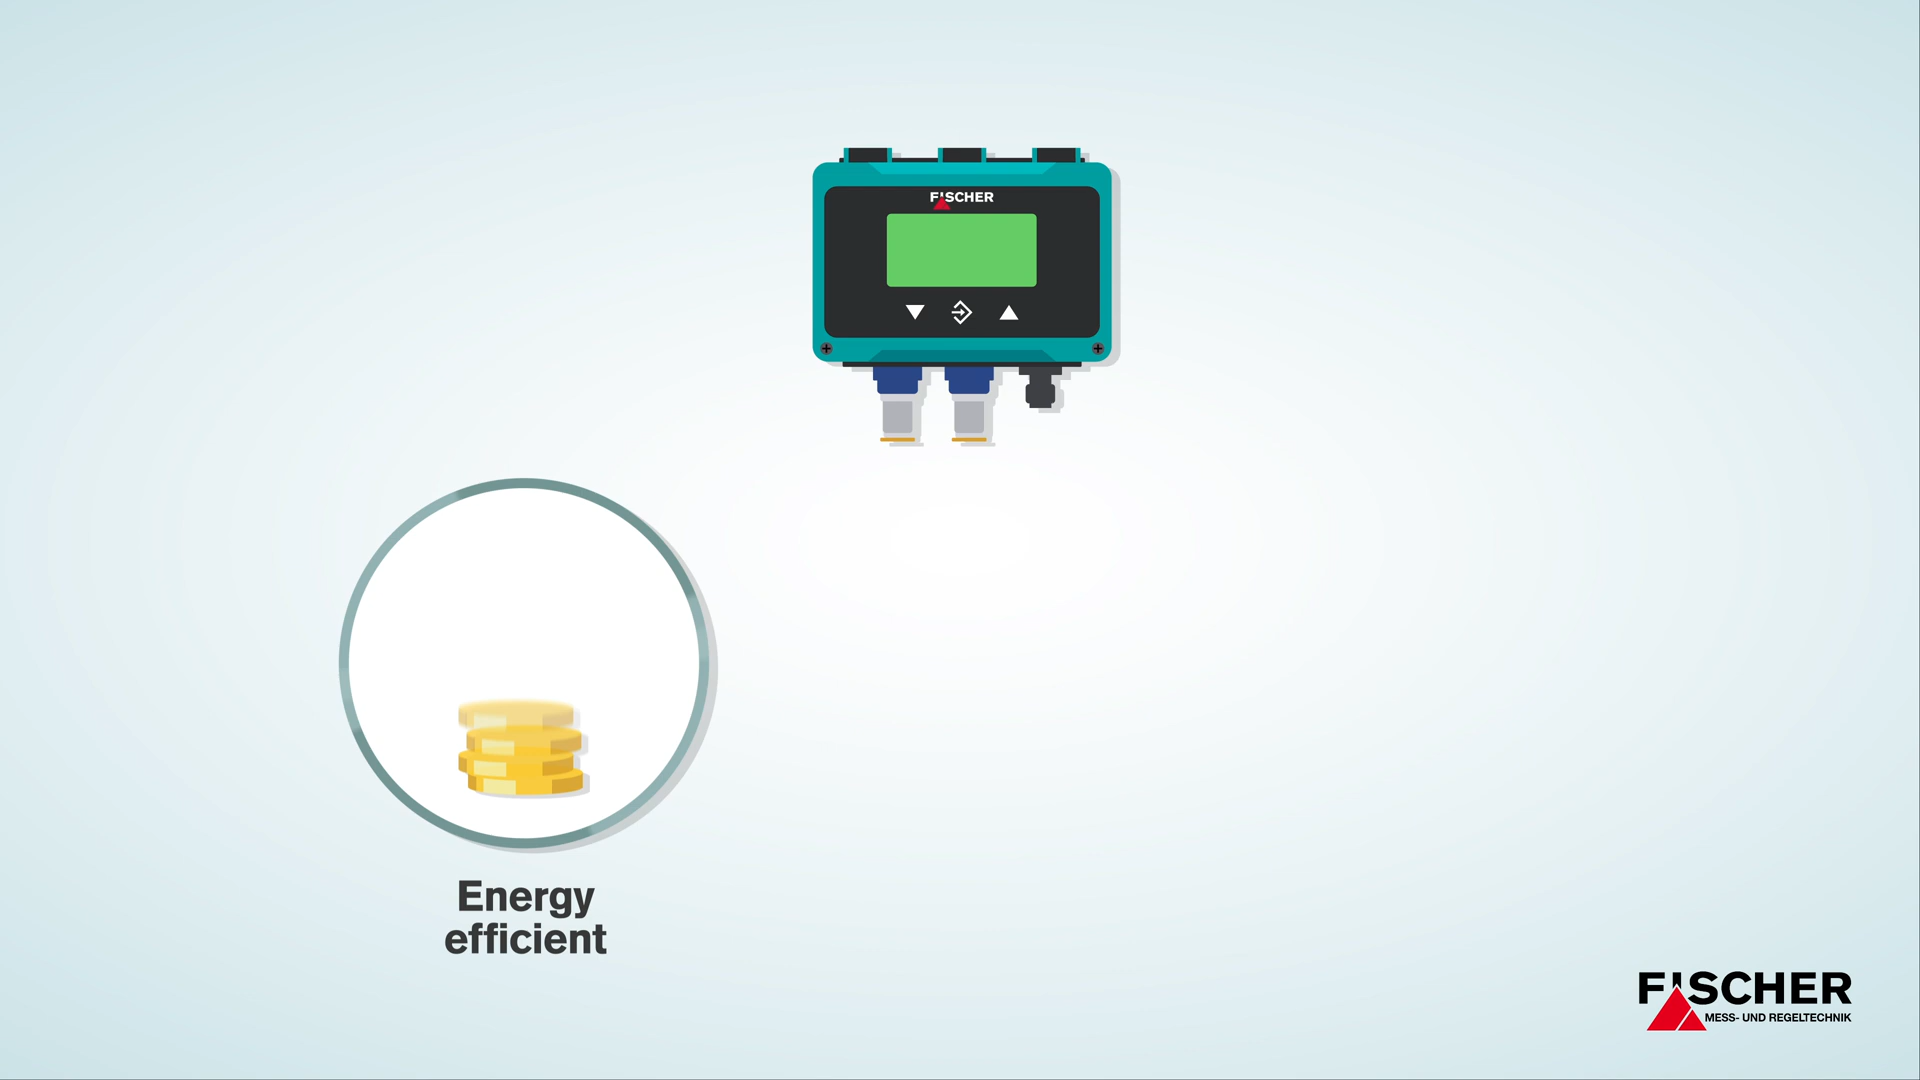 FISCHER
Energy
efficient
FISCHER
MESS- UND REGELTECHNIK